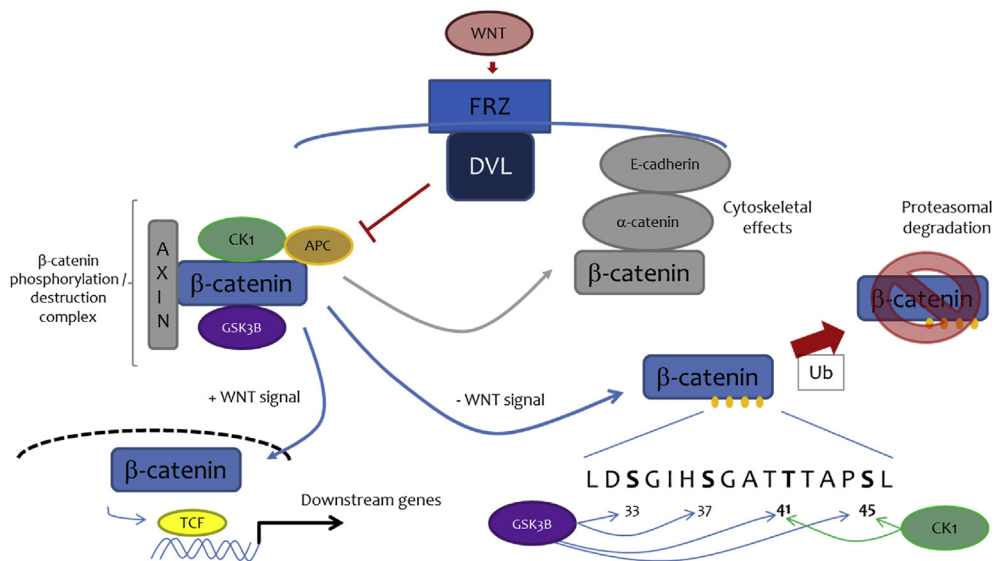 WNT
FRZ
DVL
E-cadherin
α-catenin
β-catenin
Cytoskeletal
effects
Proteasomal
degradation
β-catenin
β-catenin
phosphorylation /
destruction
complex
A
X
I
N
CK1
APC
β-catenin
GSK3B
+ WNT signal
- WNT signal
β-catenin
Ub
β-catenin
TCF
Downstream genes
LDSGIHSGATTTAPSL
GSK3B
33
37
41
45
CK1